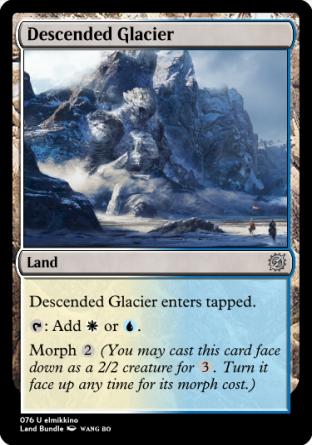 Descended Glacier
Land
Descended Glacier enters tapped.
: Add or .
Morph 2 (You may cast this card face
down as a 2/2 creature for 3. Turn it
face up any time for its morph cost.)
076 U elmikkino
Land Bundle WANG BO